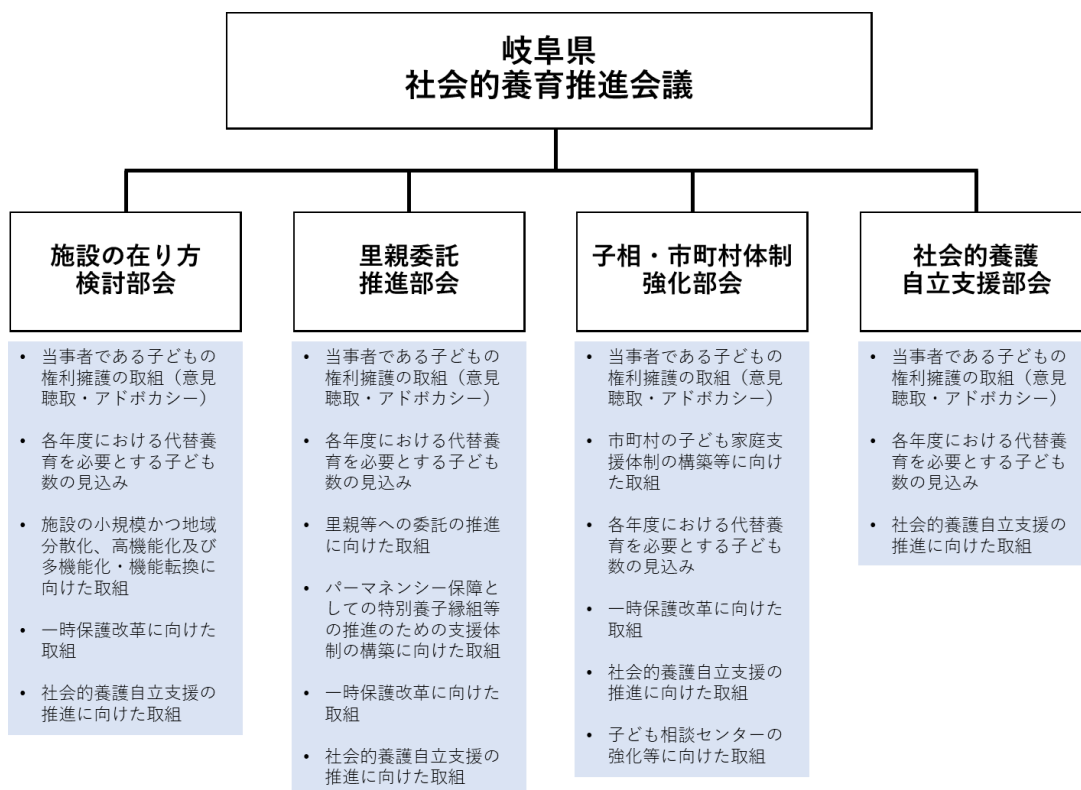 岐阜県
社会的養育推進会議
施設の在り方
検討部会
• 当事者である子どもの
権利擁護の取組（意見
聴取・アドボカシー）
• 各年度における代替養
育を必要とする子ども
数の見込み
• 施設の小規模かつ地域
分散化、高機能化及び
多機能化・機能転換に
向けた取組
• 一時保護改革に向けた
取組
• 社会的養護自立支援の
推進に向けた取組
里親委託
推進部会
• 当事者である子どもの
権利擁護の取組（意見
聴取・アドボカシー）
• 各年度における代替養
育を必要とする子ども
数の見込み
• 里親等への委託の推進
に向けた取組
• パーマネンシー保障と
しての特別養子縁組等
の推進のための支援体
制の構築に向けた取組
• 一時保護改革に向けた
取組
• 社会的養護自立支援の
推進に向けた取組
子相・市町村体制
強化部会
• 当事者である子どもの
権利擁護の取組（意見
聴取・アドボカシー）
• 市町村の子ども家庭支
援体制の構築等に向け
た取組
• 各年度における代替養
育を必要とする子ども
数の見込み
• 一時保護改革に向けた
取組
• 社会的養護自立支援の
推進に向けた取組
• 子ども相談センターの
強化等に向けた取組
社会的養護
自立支援部会
• 当事者である子どもの
権利擁護の取組（意見
聴取・アドボカシー）
• 各年度における代替養
育を必要とする子ども
数の見込み
• 社会的養護自立支援の
推進に向けた取組